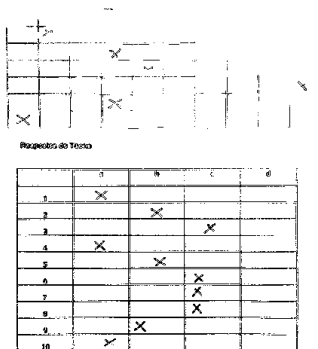 Respostas do Teste
a b c d
1 X
2 X
3 X
4 X
5 X
6 X
7 X
8 X
9 X
10 X